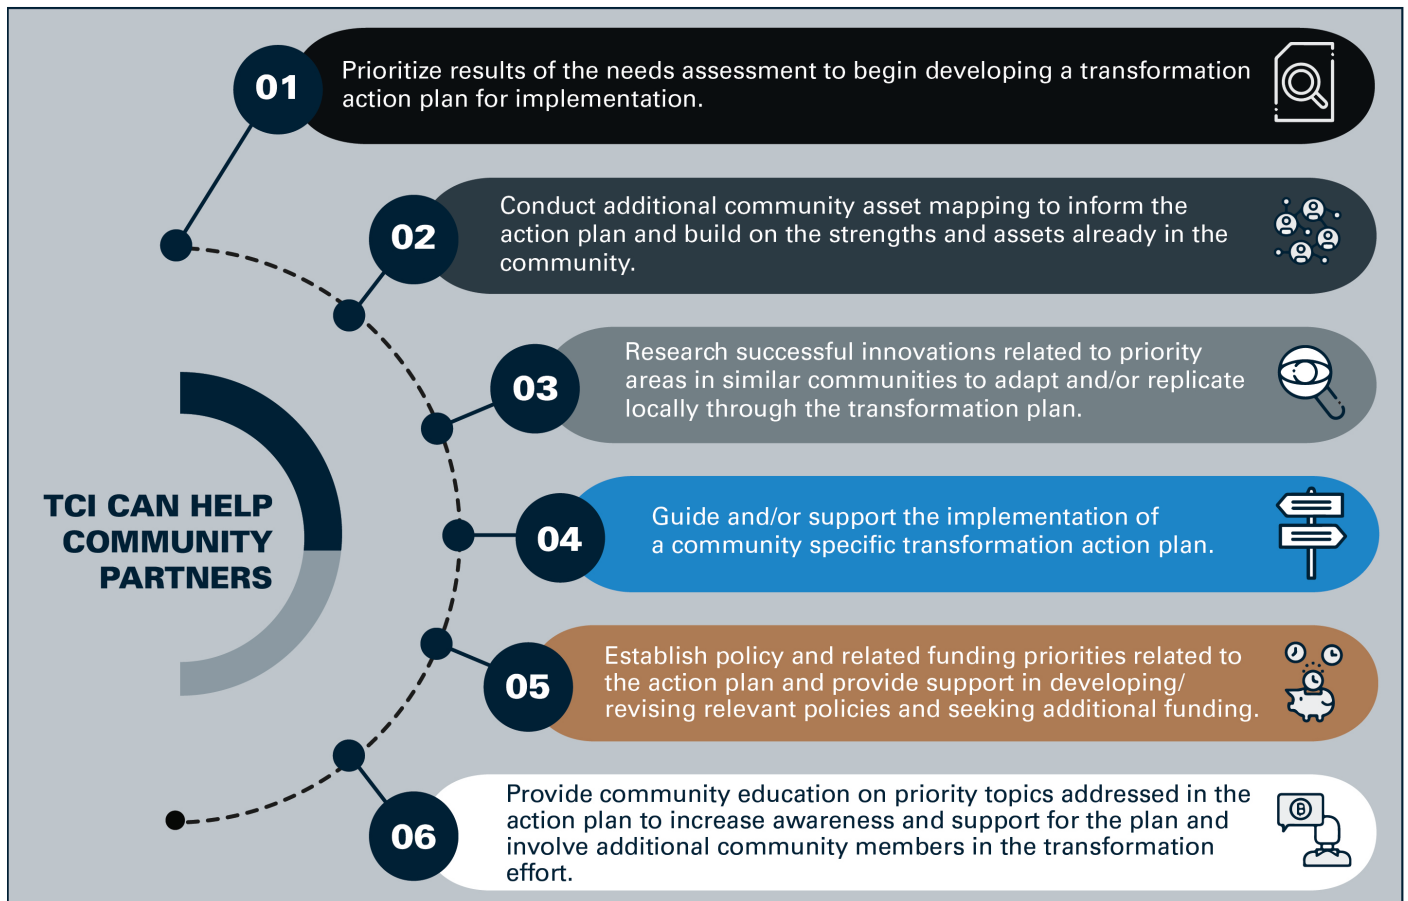 01
Prioritize results of the needs assessment to begin developing a transformation
action plan for implementation.
02
Conduct additional community asset mapping to inform the
action plan and build on the strengths and assets already in the
community.
03
Research successful innovations related to priority
areas in similar communities to adapt and/or replicate
locally through the transformation plan.
TCI CAN HELP
COMMUNITY
PARTNERS
04
Guide and/or support the implementation of
a community specific transformation action plan.
05
Establish policy and related funding priorities related to
the action plan and provide support in developing/
revising relevant policies and seeking additional funding.
06
Provide community education on priority topics addressed in the
action plan to increase awareness and support for the plan and
involve additional community members in the transformation
effort.